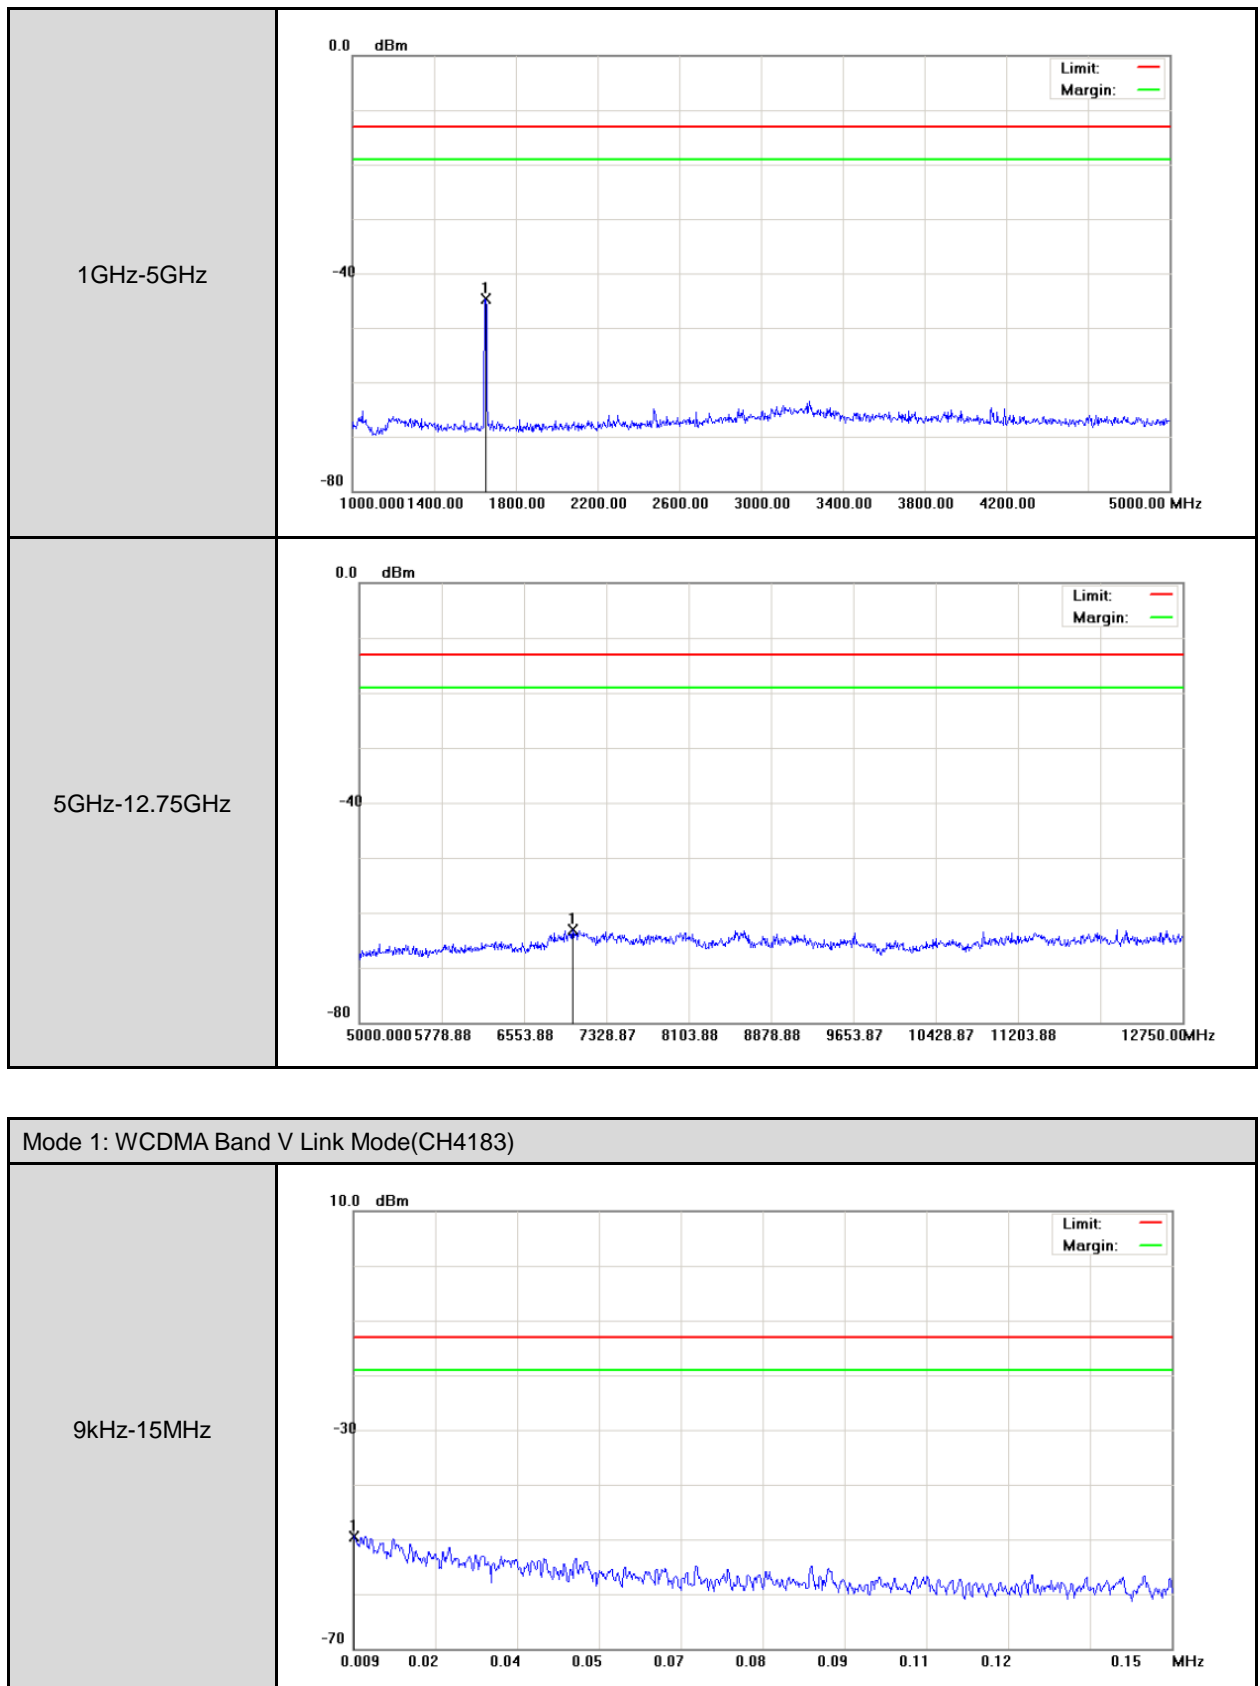 0.0 dBm
Limit:
Margin:
1GHz-5GHz
-40
1
-80
1000.000 1400.00 1800.00 2200.00 2600.00 3000.00 3400.00 3800.00 4200.00 5000.00 MHz
0.0 dBm
Limit:
Margin:
5GHz-12.75GHz
-40
1
-80
5000.000 5778.88 6553.88 7328.87 8103.88 8878.88 9653.87 10428.87 11203.88 12750.00 MHz
Mode 1: WCDMA Band V Link Mode(CH4183)
10.0 dBm
Limit:
Margin:
9kHz-15MHz
-30
1
-70
0.009 0.02 0.04 0.05 0.07 0.08 0.09 0.11 0.12 0.15 MHz